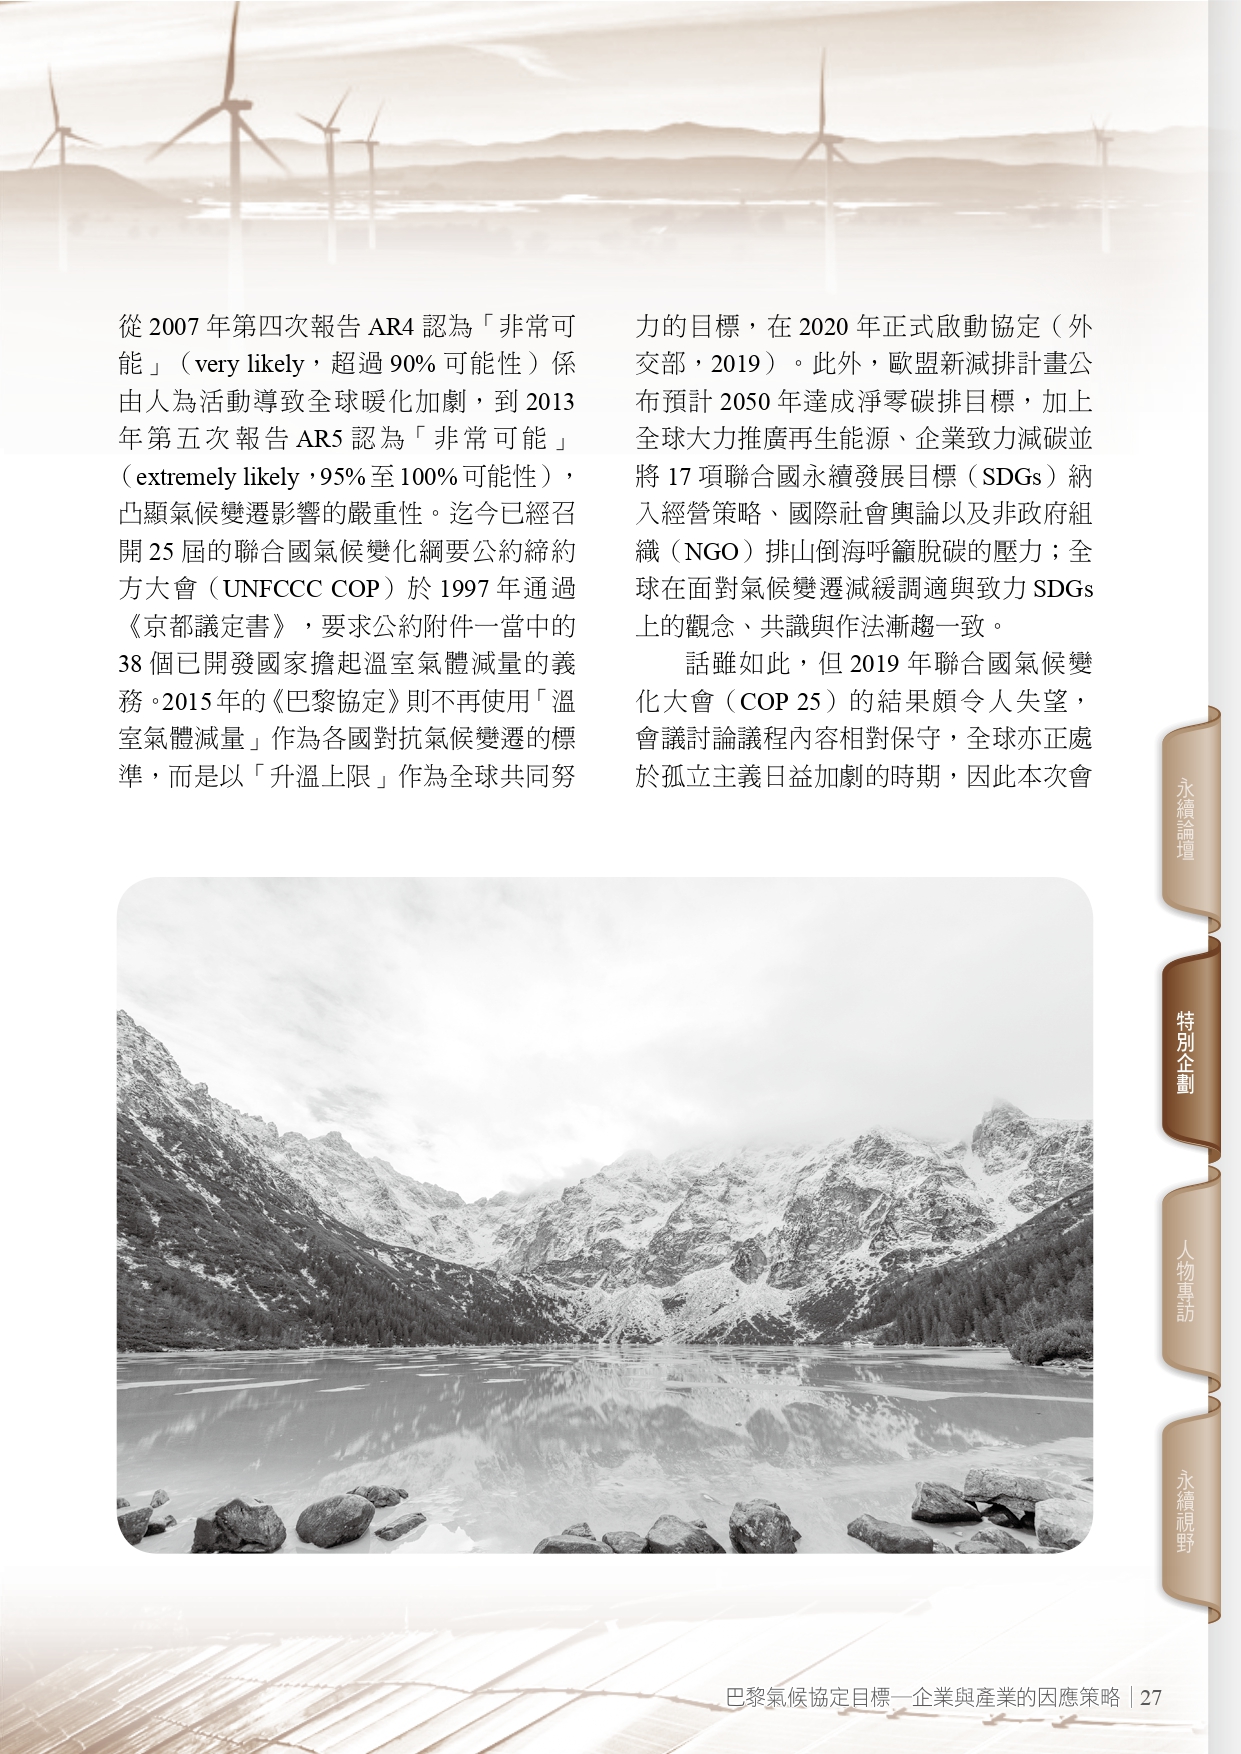 從 2007 年第四次報告 AR4 認為「非常可
能」（very likely，超過 90% 可能性）係
由人為活動導致全球暖化加劇，到 2013
年第五次報告 AR5 認為「非常可能」
（extremely likely，95% 至 100% 可能性），
凸顯氣候變遷影響的嚴重性。迄今已經召
開 25 屆的聯合國氣候變化綱要公約締約
方大會（UNFCCC COP）於 1997 年通過
《京都議定書》，要求公約附件一當中的
38 個已開發國家擔起溫室氣體減量的義
務。2015 年的《巴黎協定》則不再使用「溫
室氣體減量」作為各國對抗氣候變遷的標
準，而是以「升溫上限」作為全球共同努
力的目標，在 2020 年正式啟動協定（外
交部，2019）。此外，歐盟新減排計畫公
布預計 2050 年達成淨零碳排目標，加上
全球大力推廣再生能源、企業致力減碳並
將 17 項聯合國永續發展目標（SDGs）納
入經營策略、國際社會輿論以及非政府組
織（NGO）排山倒海呼籲脫碳的壓力；全
球在面對氣候變遷減緩調適與致力 SDGs
上的觀念、共識與作法漸趨一致。
話雖如此，但 2019 年聯合國氣候變
化大會（COP 25）的結果頗令人失望，
會議討論議程內容相對保守，全球亦正處
於孤立主義日益加劇的時期，因此本次會
永續論壇
特別企劃
人物專訪
永續視野
巴黎氣候協定目標—企業與產業的因應策略｜27